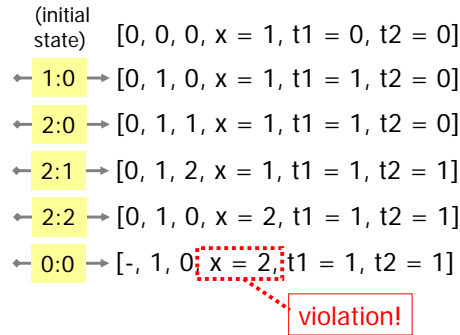 (initial
state) [0, 0, 0, x = 1, t1 = 0, t2 = 0]
1:0 [0, 1, 0, x = 1, t1 = 1, t2 = 0]
2:0 [0, 1, 1, x = 1, t1 = 1, t2 = 0]
2:1 [0, 1, 2, x = 1, t1 = 1, t2 = 1]
2:2 [0, 1, 0, x = 2, t1 = 1, t2 = 1]
0:0 [-, 1, 0, x = 2, t1 = 1, t2 = 1]
violation!